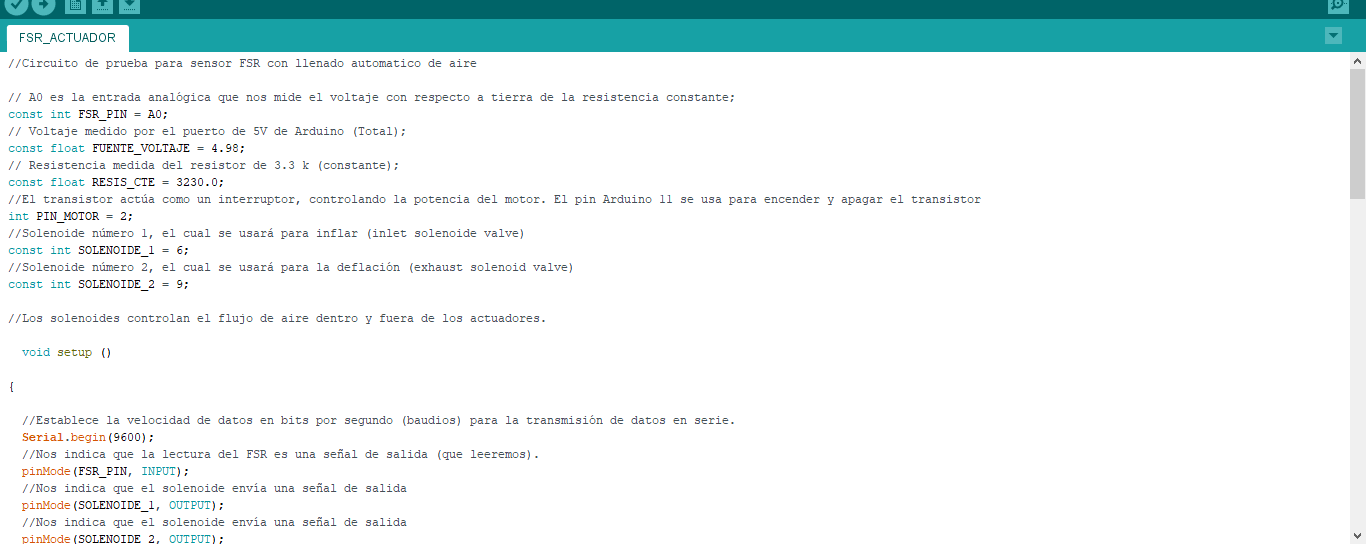 FSR_ACTUADOR
//Circuito de prueba para sensor FSR con llenado automatico de aire
// A0 es la entrada analógica que nos mide el voltaje con respecto a tierra de la resistencia constante;
const int FSR_PIN = A0;
// Voltaje medido por el puerto de 5V de Arduino (Total);
const float FUENTE_VOLTAJE = 4.98;
// Resistencia medida del resistor de 3.3 k (constante);
const float RESIS_CTE = 3230.0;
//El transistor actúa como un interruptor, controlando la potencia del motor. El pin Arduino 11 se usa para encender y apagar el transistor
int PIN_MOTOR = 2;
//Solenoide número 1, el cual se usará para inflar (inlet solenoide valve)
const int SOLENOIDE_1 = 6;
//Solenoide número 2, el cual se usará para la deflación (exhaust solenoid valve)
const int SOLENOIDE_2 = 9;
//Los solenoides controlan el flujo de aire dentro y fuera de los actuadores.
void setup ()
{
//Establece la velocidad de datos en bits por segundo (baudios) para la transmisión de datos en serie.
Serial.begin(9600);
//Nos indica que la lectura del FSR es una señal de salida (que leeremos).
pinMode(FSR_PIN, INPUT);
//Nos indica que el solenoide envía una señal de salida
pinMode(SOLENOIDE_1, OUTPUT);
//Nos indica que el solenoide envía una señal de salida
pinMode(SOLENOIDE_2, OUTPUT);